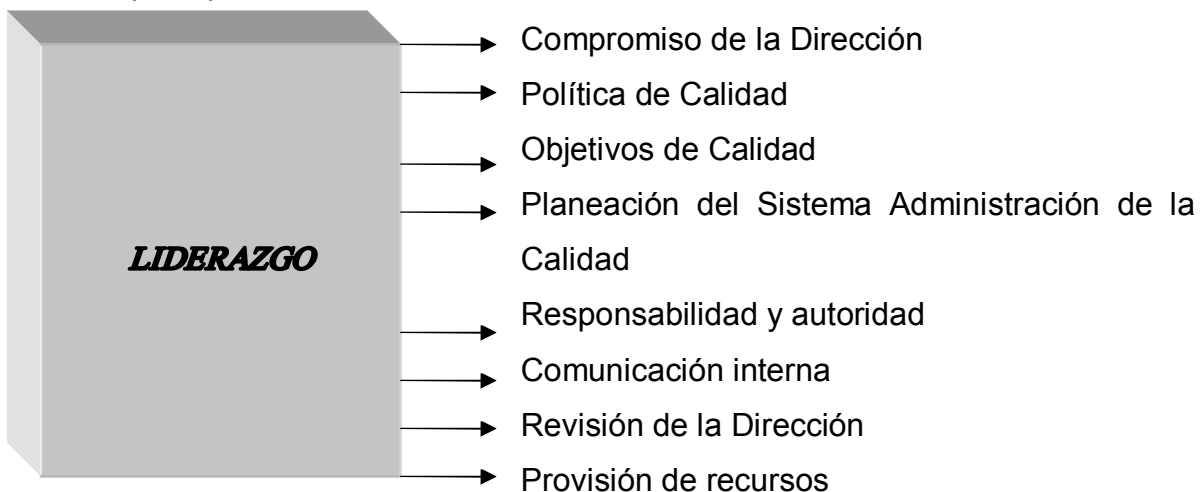 Compromiso de la Dirección
Política de Calidad
Objetivos de Calidad
Planeación del Sistema Administración de la
Calidad
LIDERAZGO
Responsabilidad y autoridad
Comunicación interna
Revisión de la Dirección
Provisión de recursos